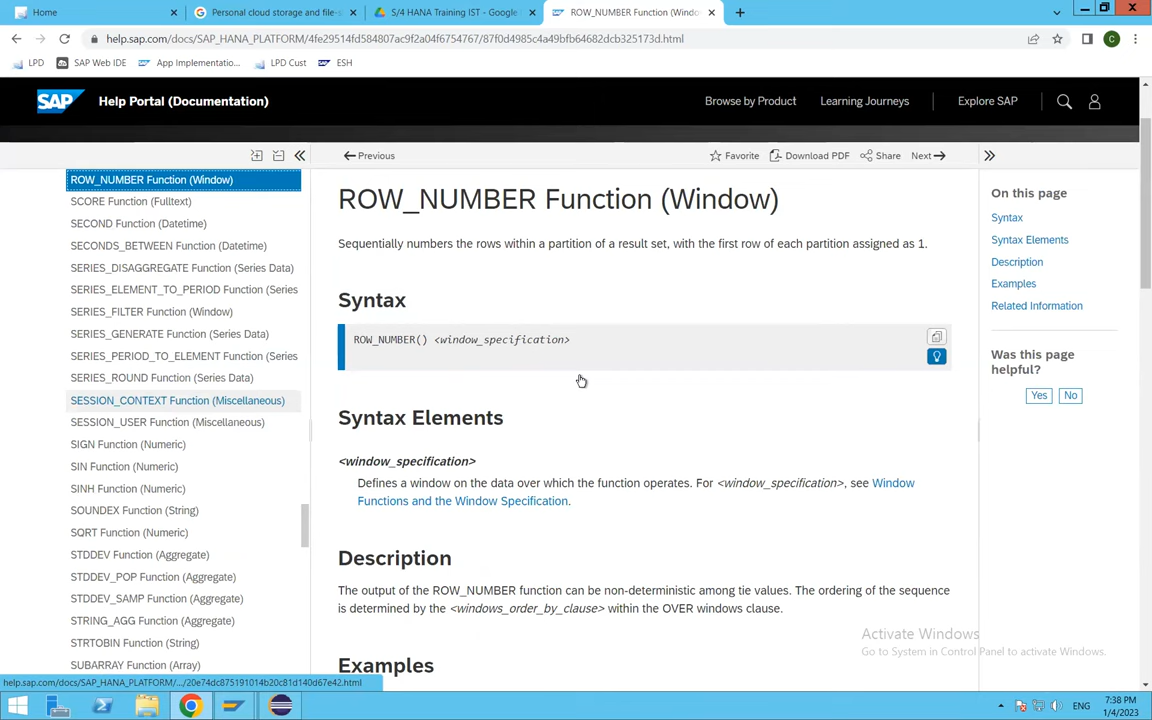 Home
Personal cloud storage and file-s
S/4 HANA Training IST - Google
ROW_NUMBER Function (Windo
help.sap.com/docs/SAP_HANA_PLATFORM/4fe29514fd584807ac9f2a04f6754767/87f0d4985c4a49bfb64682dcb325173d.html
C
LPD
SAP Web IDE
App Implementatio...
LPD Cust
ESH
SAP
Help Portal (Documentation)
Browse by Product
Learning Journeys
Explore SAP
Previous
Favorite
Download PDF
Share
Next
ROW_NUMBER Function (Window)
SCORE Function (Fulltext)
SECOND Function (Datetime)
SECONDS_BETWEEN Function (Datetime)
SERIES_DISAGGREGATE Function (Series Data)
SERIES_ELEMENT_TO_PERIOD Function (Series
SERIES_FILTER Function (Window)
SERIES_GENERATE Function (Series Data)
SERIES_PERIOD_TO_ELEMENT Function (Series
SERIES_ROUND Function (Series Data)
SESSION_CONTEXT Function (Miscellaneous)
SESSION_USER Function (Miscellaneous)
SIGN Function (Numeric)
SIN Function (Numeric)
SINH Function (Numeric)
SOUNDEX Function (String)
SQRT Function (Numeric)
STDDEV Function (Aggregate)
STDDEV_POP Function (Aggregate)
STDDEV_SAMP Function (Aggregate)
STRING_AGG Function (Aggregate)
STRTOBIN Function (String)
SUBARRAY Function (Array)
ROW_NUMBER Function (Window)
Sequentially numbers the rows within a partition of a result set, with the first row of each partition assigned as 1.
Syntax
ROW_NUMBER() <window_specification>
Syntax Elements
<window_specification>
Defines a window on the data over which the function operates. For <window_specification>, see Window
Functions and the Window Specification.
Description
The output of the ROW_NUMBER function can be non-deterministic among tie values. The ordering of the sequence
is determined by the <windows_order_by_clause> within the OVER windows clause.
Examples
On this page
Syntax
Syntax Elements
Description
Examples
Related Information
Was this page
helpful?
Yes
No
Activate Windows
Go to System in Control Panel to activate Windows.
help.sap.com/docs/SAP_HANA_PLATFORM/.../20e74dc875191014b20c81d140d67e42.html
ENG
7:38 PM
1/4/2023